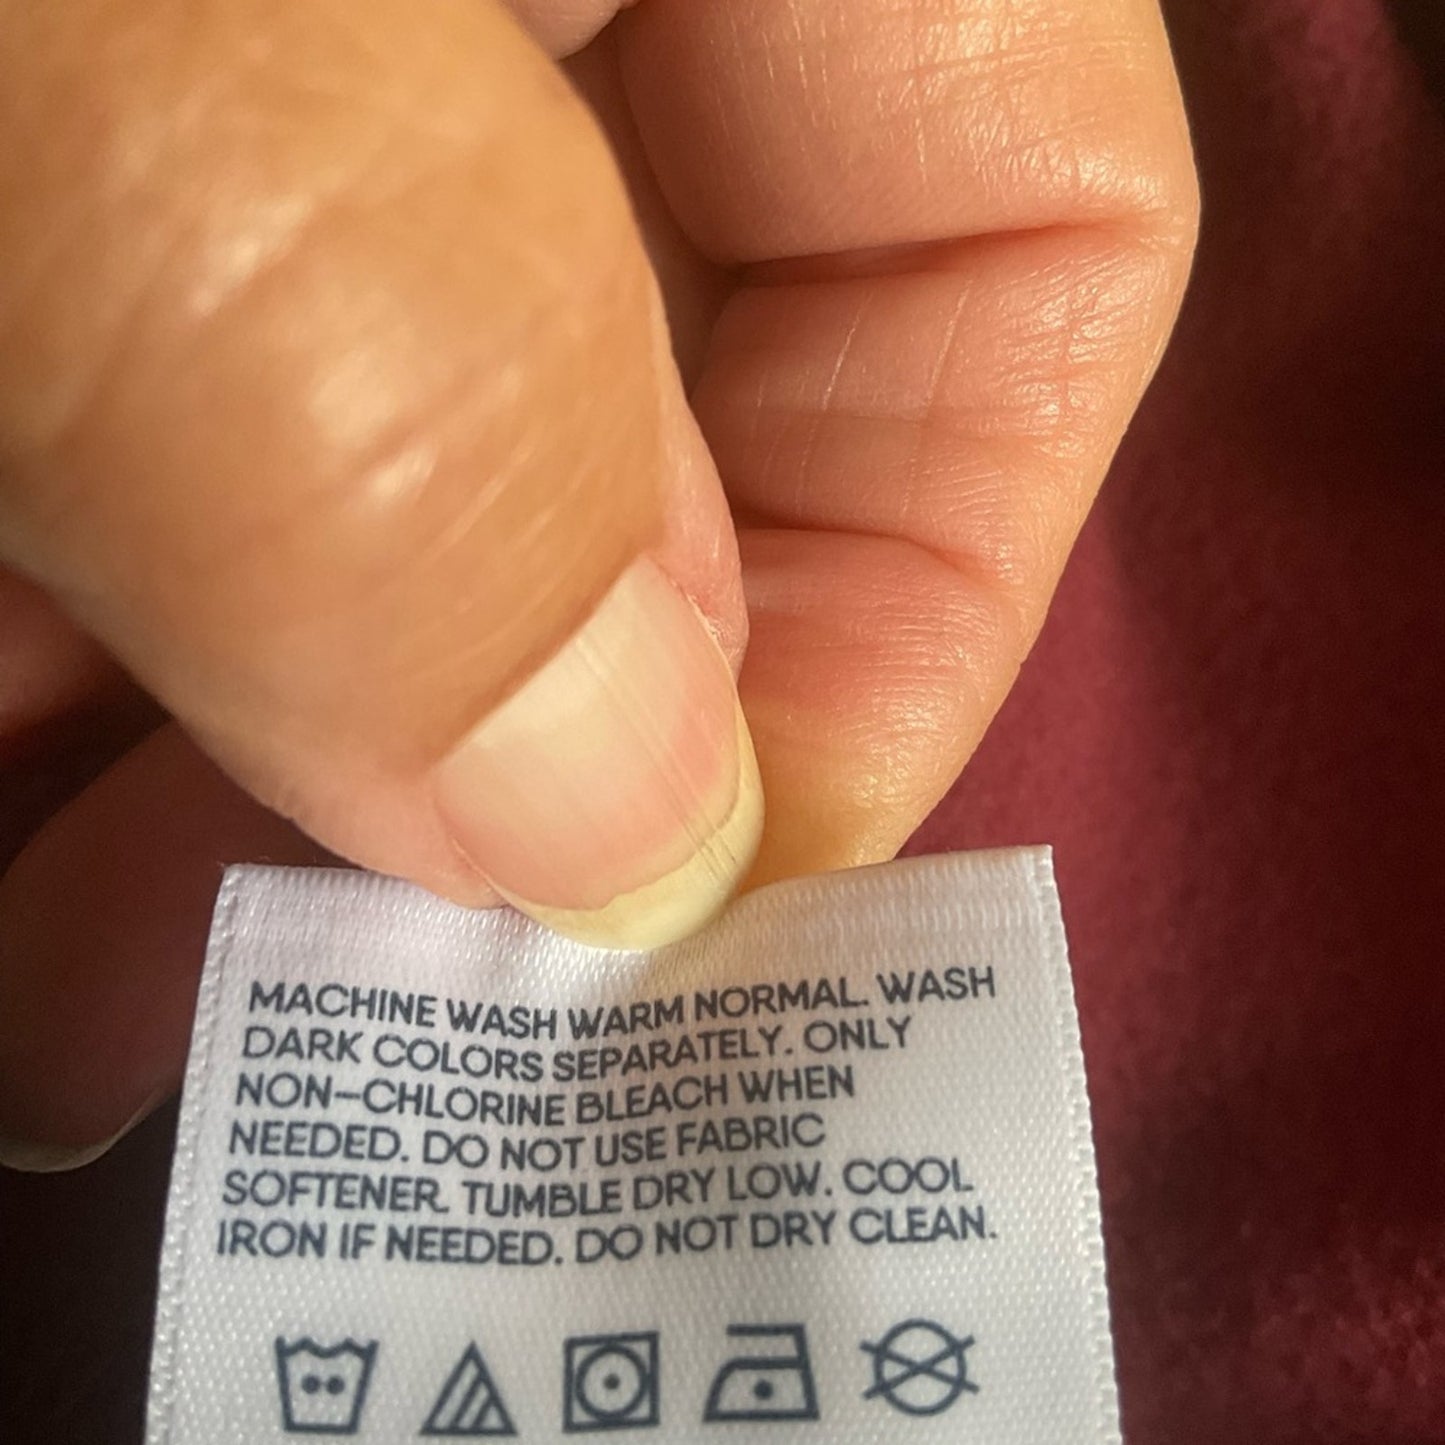 MACHINE WASH WARM NORMAL. WASH
DARK COLORS SEPARATELY. ONLY
NON-CHLORINE BLEACH WHEN
NEEDED. DO NOT USE FABRIC
SOFTENER. TUMBLE DRY LOW. COOL
IRON IF NEEDED. DO NOT DRY CLEAN.